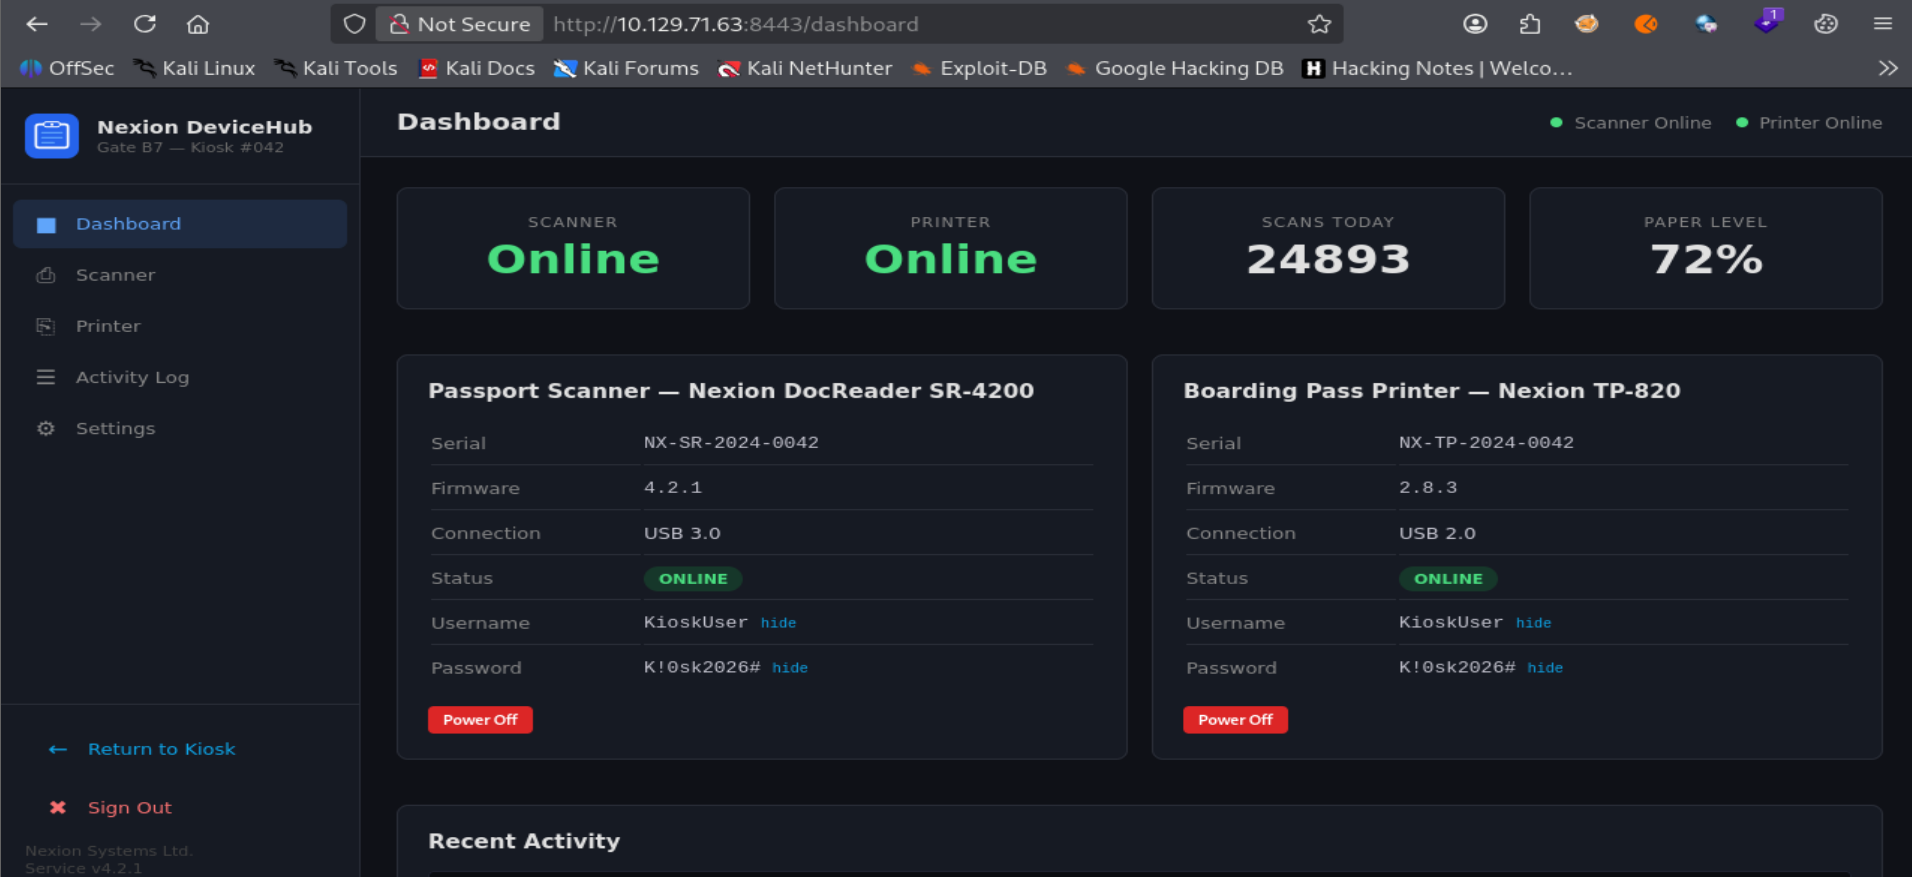 Not Secure http://10.129.71.63:8443/dashboard 1
OffSec Kali Linux Kali Tools Kali Docs Kali Forums Kali NetHunter Exploit-DB Google Hacking DB Hacking Notes | Welco…
Nexion DeviceHub
Gate B7 — Kiosk #042
Dashboard
Scanner
Printer
Activity Log
Settings
Return to Kiosk
Sign Out
Nexion Systems Ltd.
Service v4.2.1
Dashboard
Scanner Online Printer Online
SCANNER
Online
PRINTER
Online
SCANS TODAY
24893
PAPER LEVEL
72%
Passport Scanner — Nexion DocReader SR-4200
Serial NX-SR-2024-0042
Firmware 4.2.1
Connection USB 3.0
Status ONLINE
Username KioskUser hide
Password K!0sk2026# hide
Power Off
Boarding Pass Printer — Nexion TP-820
Serial NX-TP-2024-0042
Firmware 2.8.3
Connection USB 2.0
Status ONLINE
Username KioskUser hide
Password K!0sk2026# hide
Power Off
Recent Activity